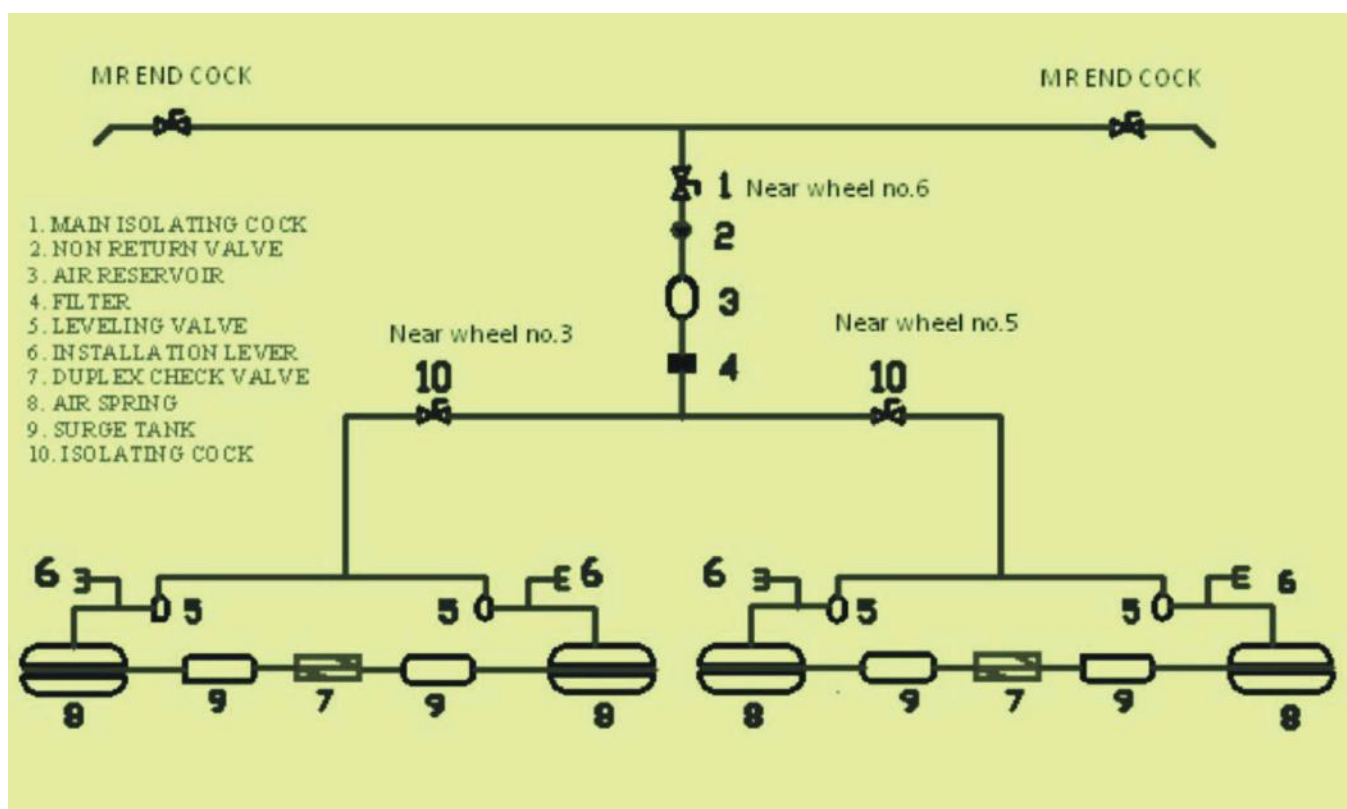 MR END COCK
MR END COCK
1 Near wheel no.6
2
3
4
1. MAIN ISOLATING COCK
2. NON RETURN VALVE
3. AIR RESERVOIR
4. FILTER
5. LEVELING VALVE
6. INSTALLATION LEVER
7. DUPLEX CHECK VALVE
8. AIR SPRING
9. SURGE TANK
10. ISOLATING COCK
Near wheel no.3
10
Near wheel no.5
10
6
5
5
6
6
5
5
6
8
9
7
9
8
8
9
7
9
8